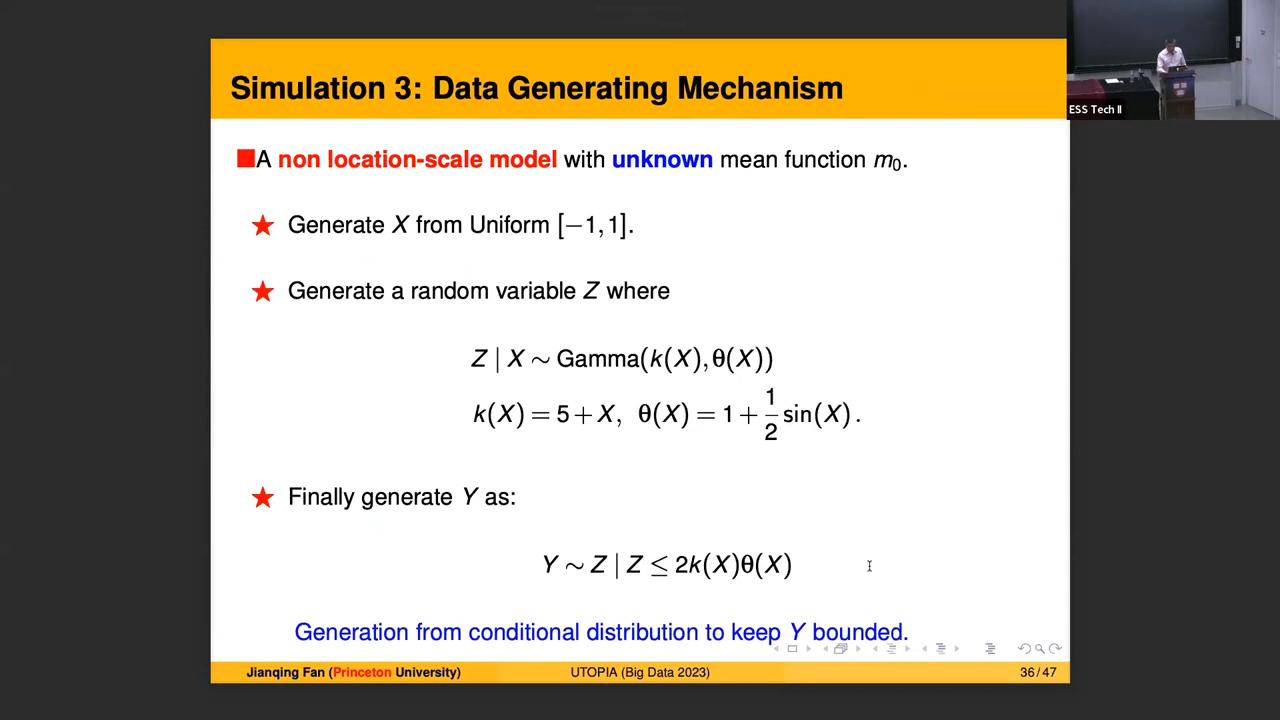 Simulation 3: Data Generating Mechanism
ESS Tech II
A non location-scale model with unknown mean function m₀.
★ Generate X from Uniform [−1,1].
★ Generate a random variable Z where
Z | X ∼ Gamma(k(X),θ(X))
k(X) = 5 + X, θ(X) = 1 + 1/2 sin(X).
★ Finally generate Y as:
Y ∼ Z | Z ≤ 2k(X)θ(X)
Generation from conditional distribution to keep Y bounded.
Jianqing Fan (Princeton University) UTOPIA (Big Data 2023) 36 / 47